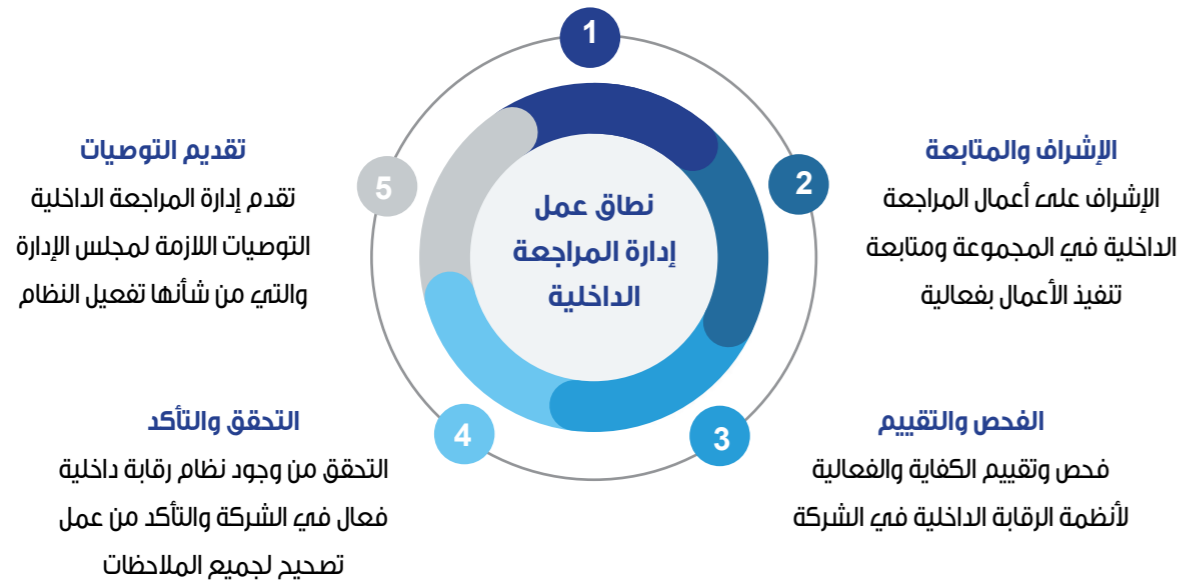 1
نطاق عمل
إدارة المراجعة
الداخلية
2
الإشراف والمتابعة
الإشراف على أعمال المراجعة
الداخلية في المجموعة ومتابعة
تنفيذ الأعمال بفعالية
3
الفحص والتقييم
فحص وتقييم الكفاية والفعالية
لأنظمة الرقابة الداخلية في الشركة
4
التحقق والتأكد
التحقق من وجود نظام رقابة داخلية
فعال في الشركة والتأكد من عمل
تصحيح لجميع الملاحظات
5
تقديم التوصيات
تقدم إدارة المراجعة الداخلية
التوصيات اللازمة لمجلس الإدارة
والتي من شأنها تفعيل النظام